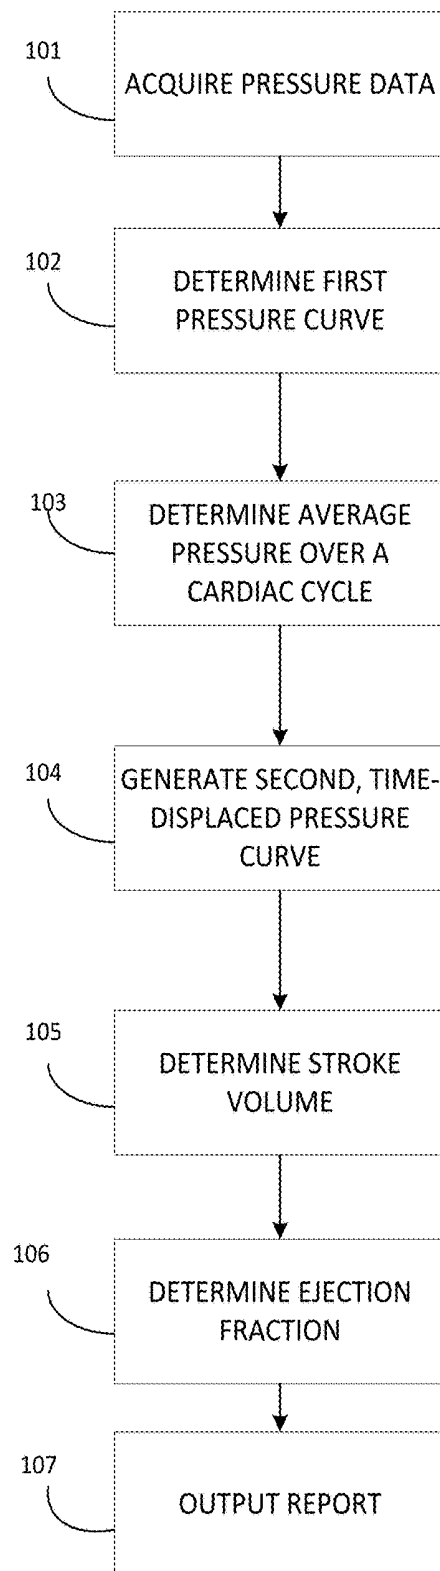 101
ACQUIRE PRESSURE DATA
102
DETERMINE FIRST
PRESSURE CURVE
103
DETERMINE AVERAGE
PRESSURE OVER A
CARDIAC CYCLE
104
GENERATE SECOND, TIME-
DISPLACED PRESSURE
CURVE
105
DETERMINE STROKE
VOLUME
106
DETERMINE EJECTION
FRACTION
107
OUTPUT REPORT